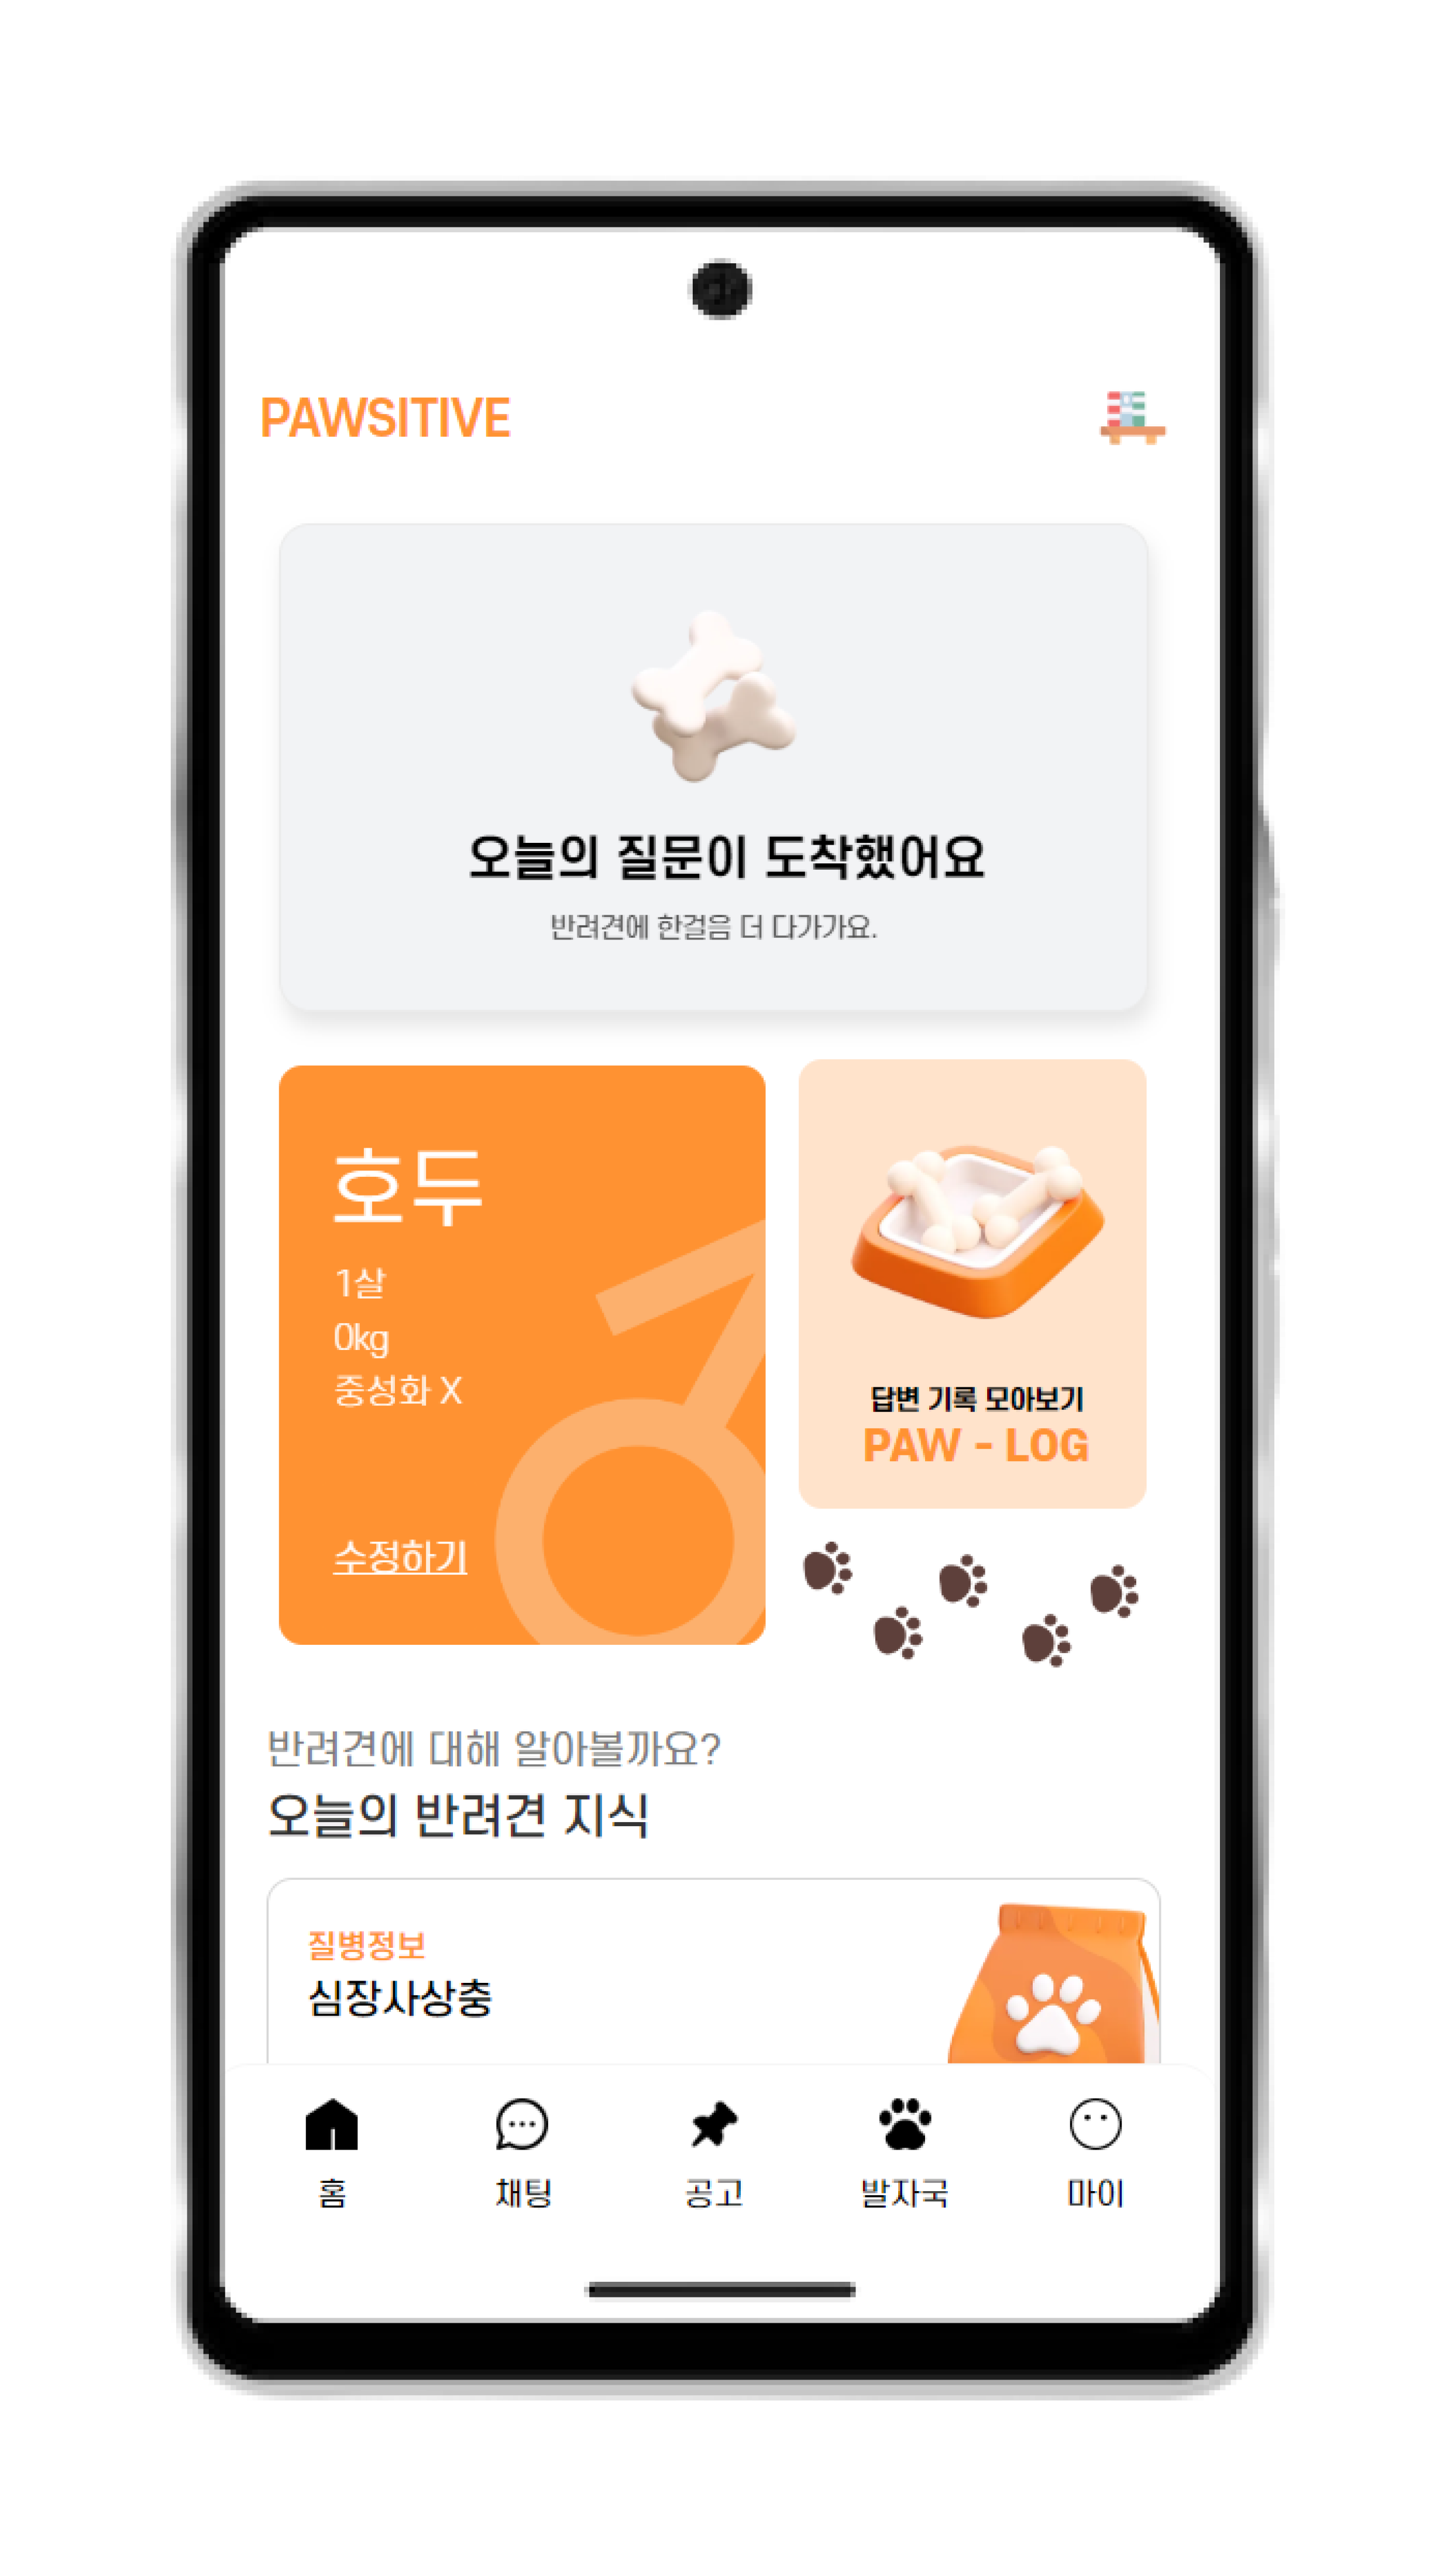 PAWSITIVE
오늘의 질문이 도착했어요
반려견에 한걸음 더 다가가요.
호두
1살
0kg
중성화 X
수정하기
답변 기록 모아보기
PAW - LOG
반려견에 대해 알아볼까요?
오늘의 반려견 지식
질병정보
심장사상충
홈
채팅
공고
발자국
마이